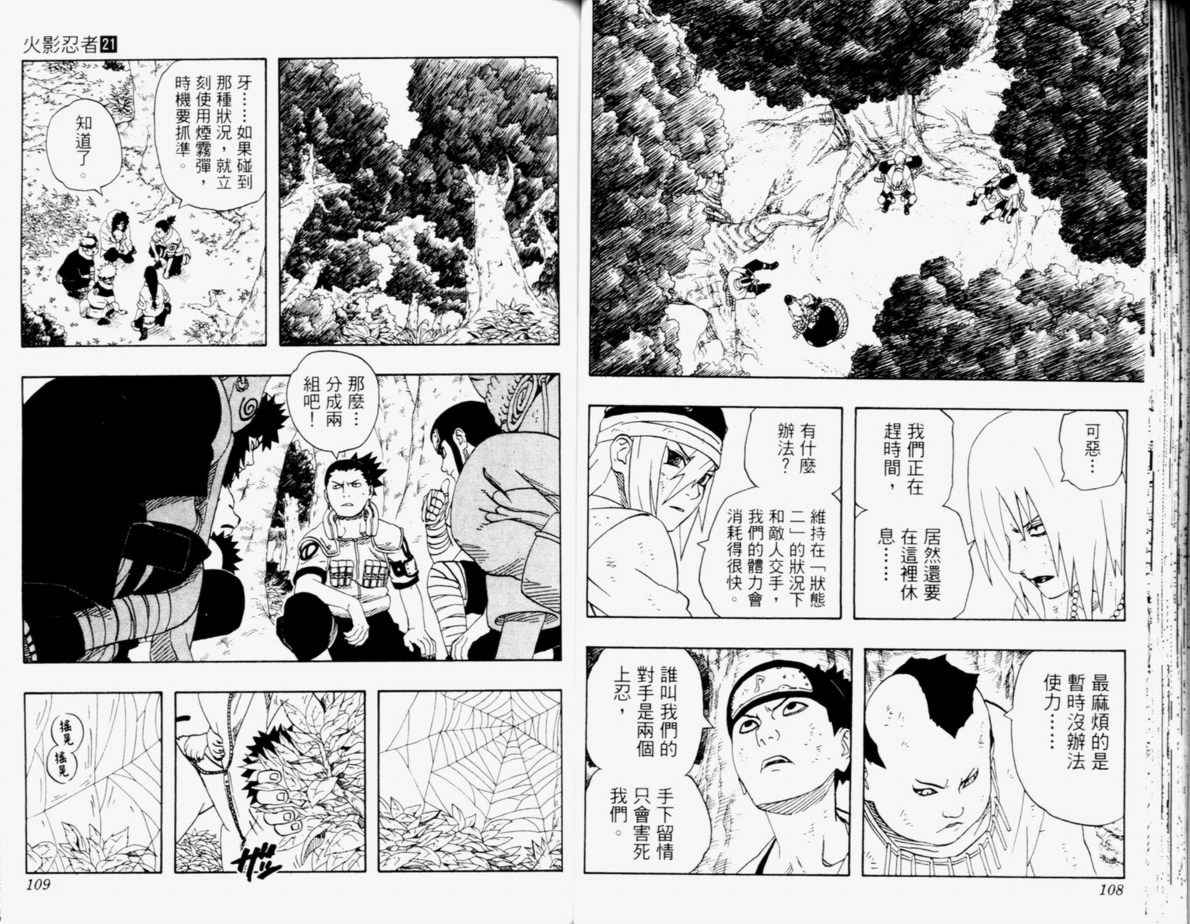 可惡…
我們正在
趕時間，
居然還要
在這裡休
息……
有什麼
辦法？
維持在「狀態
二」的狀況下
和敵人交手，
我們的體力會
消耗得很快。
最麻煩的是
暫時沒辦法
使力……
誰叫我們的
對手是兩個
上忍，
手下留情
只會害死
我們。
108
火影忍者21
牙……如果碰到
那種狀況，就立
刻使用煙霧彈，
時機要抓準。
知道了。
那麼…
分成兩
組吧！
ザッ
搖晃
搖晃
109